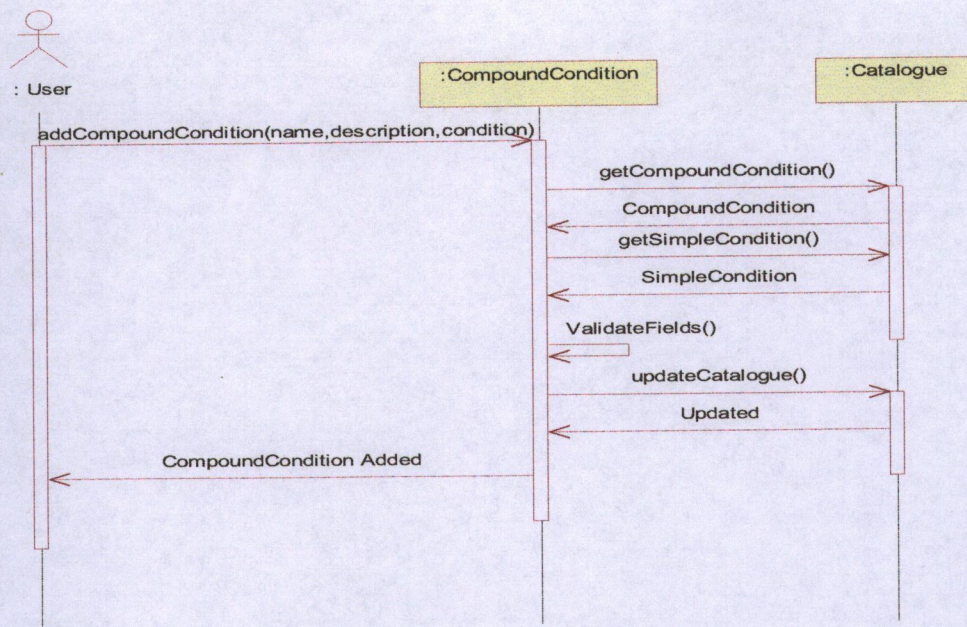 : User
:CompoundCondition
:Catalogue
addCompoundCondition(name,description,condition)
getCompoundCondition()
CompoundCondition
getSimpleCondition()
SimpleCondition
ValidateFields()
updateCatalogue()
Updated
CompoundCondition Added